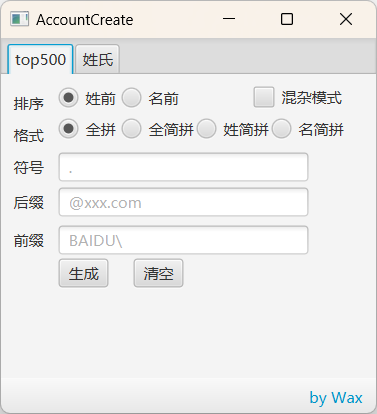 AccountCreate
top500 姓氏
排序 姓前 名前 混杂模式
格式 全拼 全简拼 姓简拼 名简拼
符号 .
后缀 @xxx.com
前缀 BAIDU\
生成 清空
by Wax